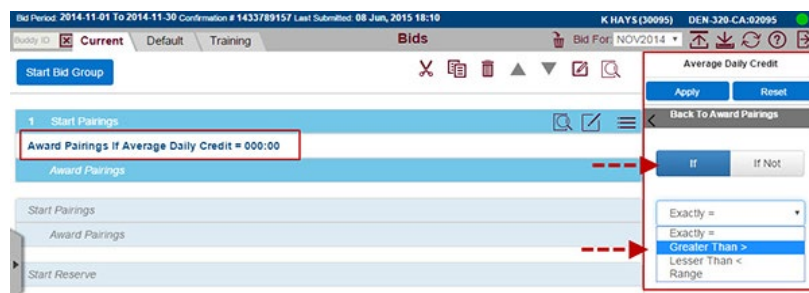 Bid Period: 2014-11-01 To 2014-11-30 Confirmation # 1433789157 Last Submitted: 08 Jun, 2015 18:10 K HAYS (30095) DEN-320-CA:02095
Buddy ID Current Default Training Bids Bid For: NOV2014
Start Bid Group
Average Daily Credit
Apply Reset
Back To Award Pairings
1 Start Pairings
Award Pairings If Average Daily Credit = 000:00
Award Pairings
If If Not
Start Pairings
Award Pairings
Start Reserve
Exactly =
Exactly =
Greater Than >
Lesser Than <
Range